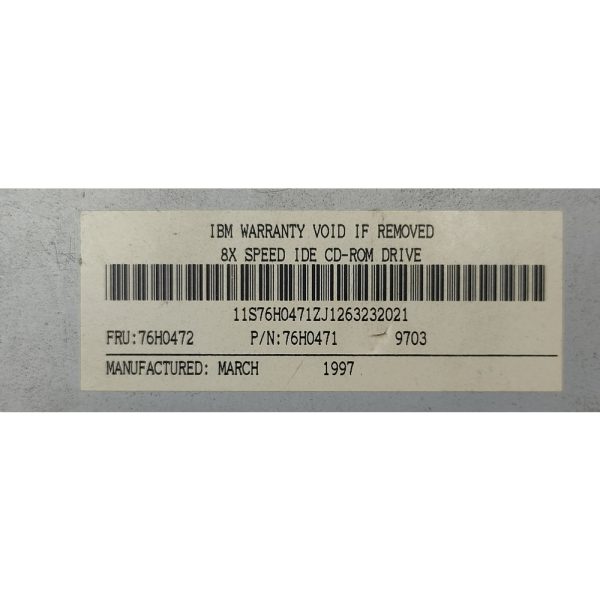 IBM WARRANTY VOID IF REMOVED
8X SPEED IDE CD-ROM DRIVE
11S76H0471ZJ1263232021
FRU:76H0472 P/N:76H0471 9703
MANUFACTURED: MARCH 1997